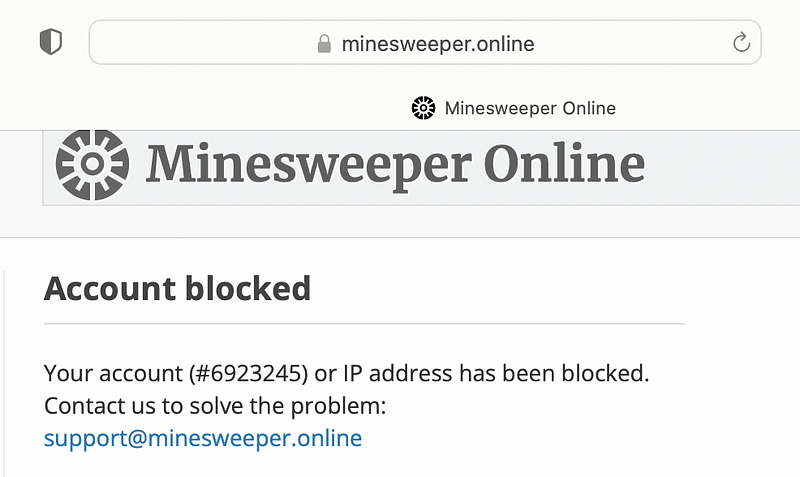 minesweeper.online
Minesweeper Online
Minesweeper Online
Account blocked
Your account (#6923245) or IP address has been blocked.
Contact us to solve the problem:
support@minesweeper.online